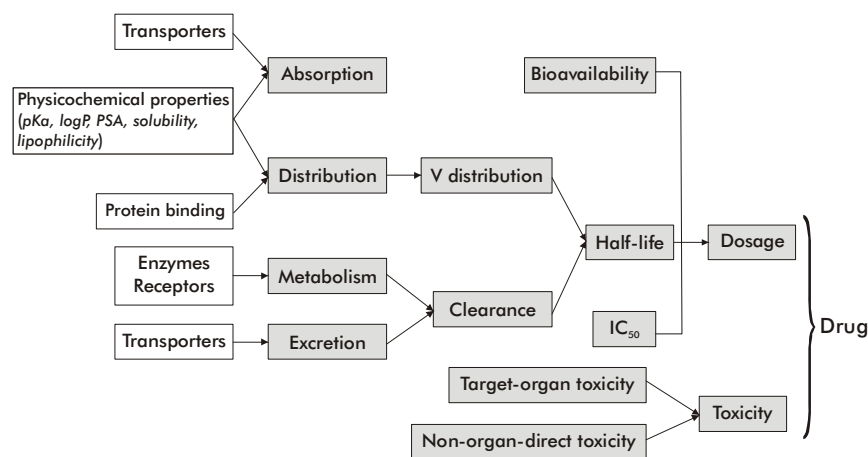 Transporters
Absorption
Bioavailability
Physicochemical properties
(pKa, logP, PSA, solubility,
lipophilicity)
Distribution
V distribution
Protein binding
Half-life
Dosage
Enzymes
Receptors
Metabolism
Clearance
Transporters
Excretion
IC50
Drug
Target-organ toxicity
Toxicity
Non-organ-direct toxicity